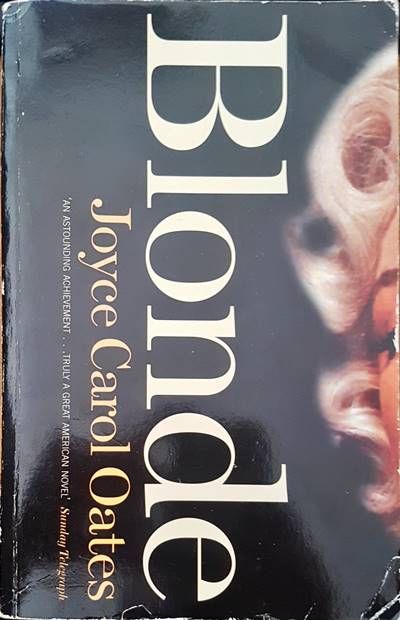 Blonde
Joyce Carol Oates
'AN ASTOUNDING ACHIEVEMENT . . . TRULY A GREAT AMERICAN NOVEL' Sunday Telegraph